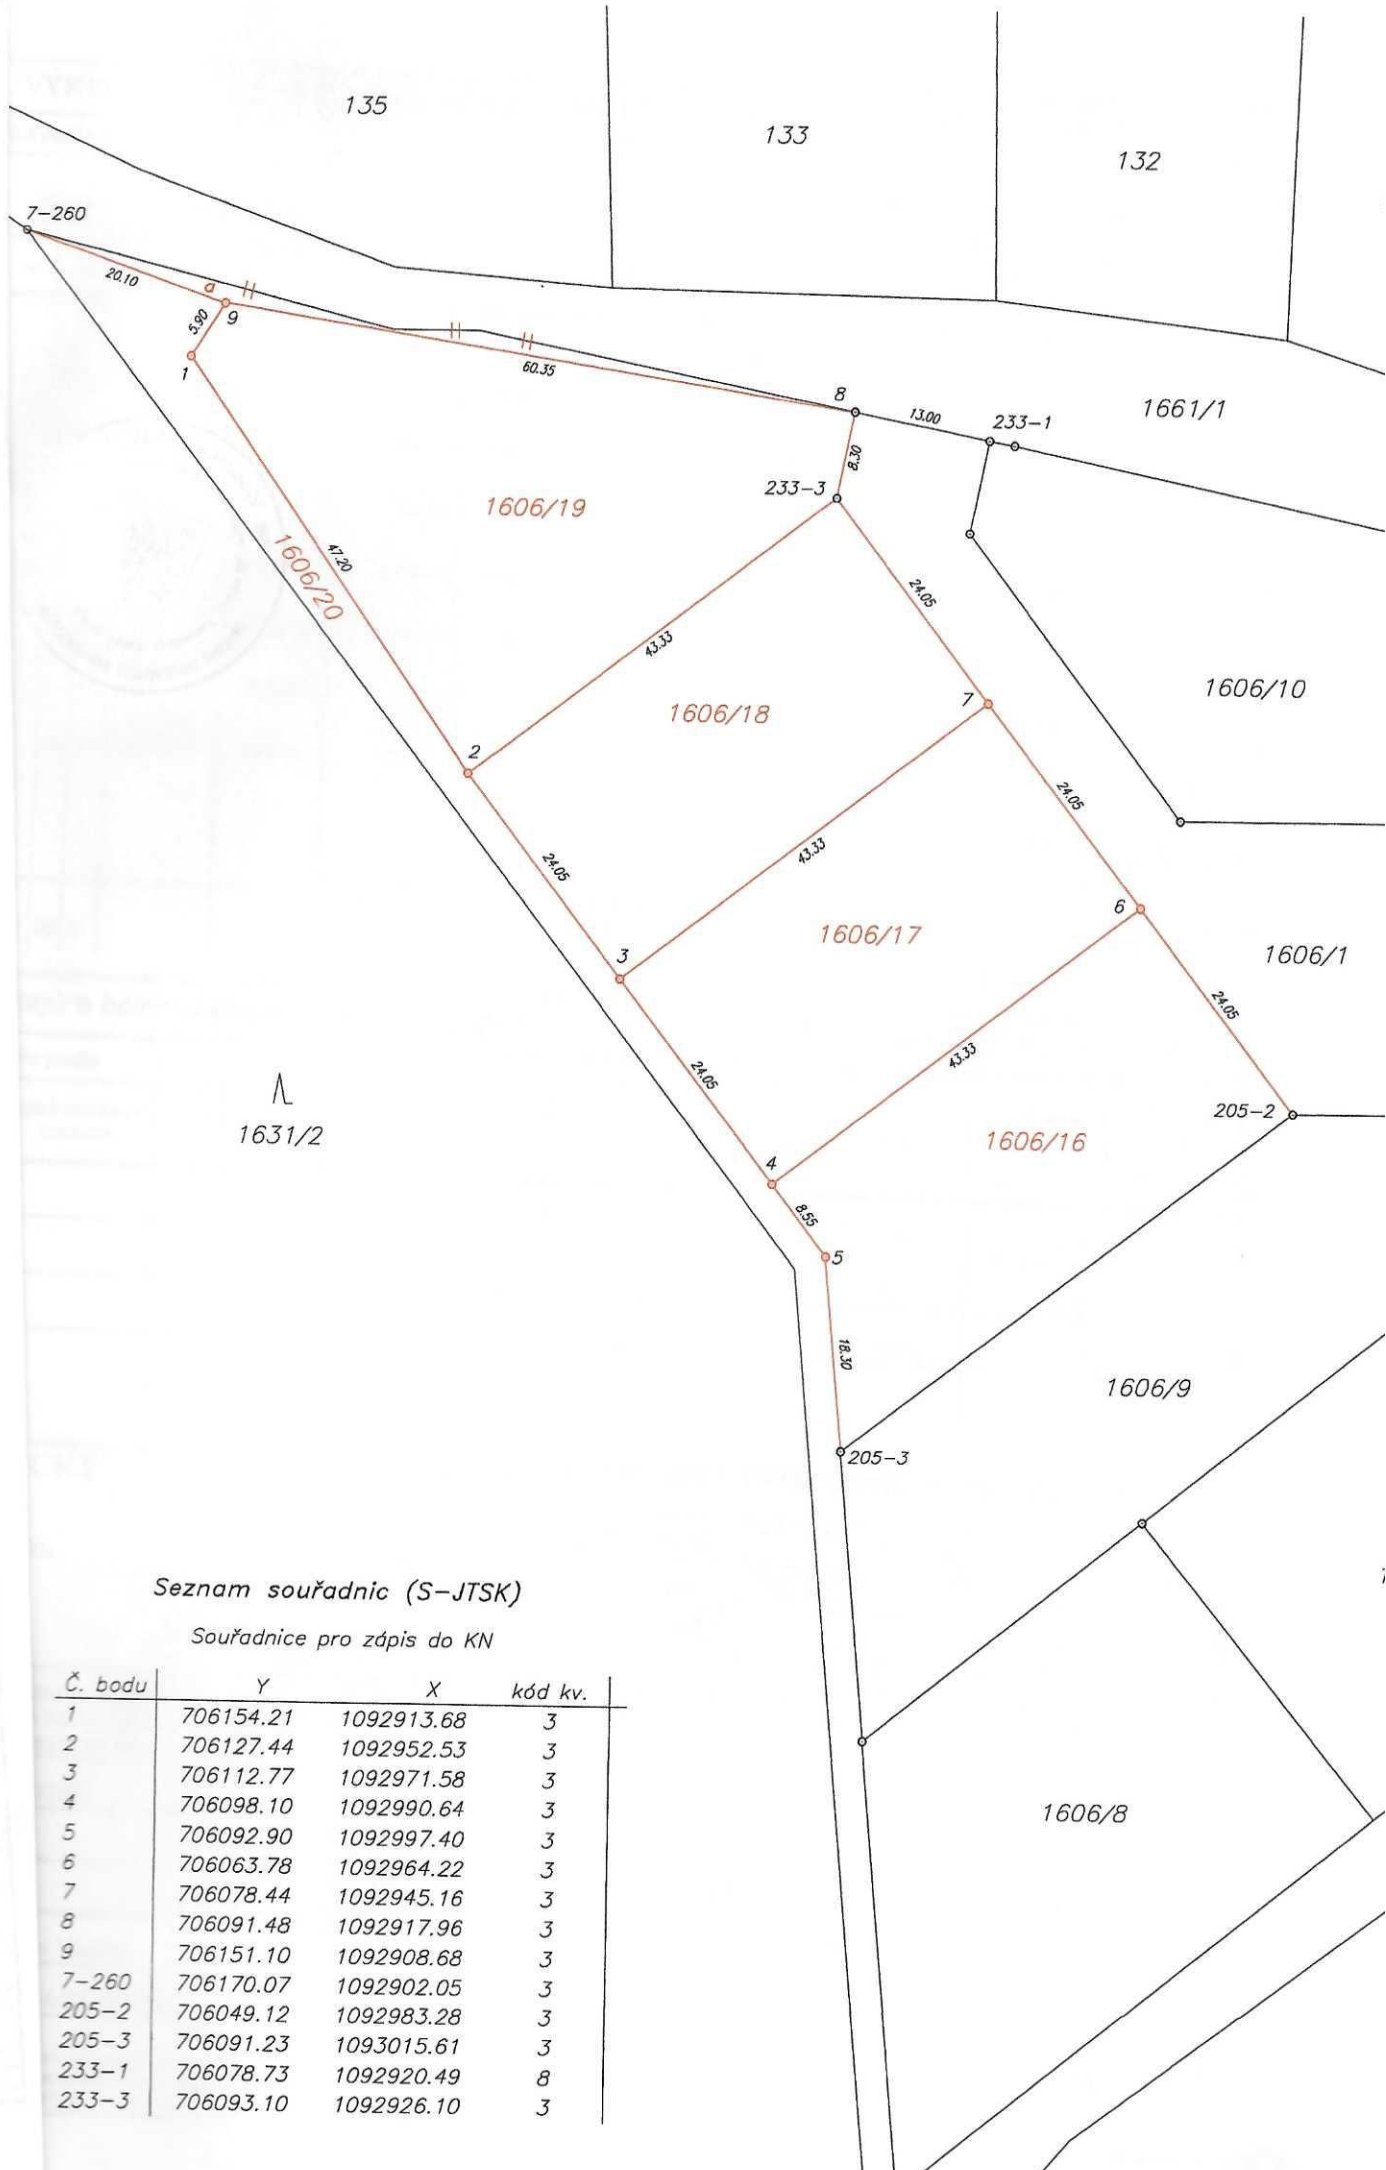 135
133
132
7-260
20.10
a
9
5.90
1
60.35
8
13.00
233-1
1661/1
8.30
233-3
1606/19
47.20
1606/20
24.05
43.33
1606/10
7
1606/18
2
24.05
43.33
24.05
6
1606/17
1606/1
3
24.05
43.33
24.05
205-2
1631/2
1606/16
4
8.55
5
18.30
1606/9
205-3
Seznam souřadnic (S-JTSK)
Souřadnice pro zápis do KN
Č. bodu Y X kód kv.
1 706154.21 1092913.68 3
2 706127.44 1092952.53 3
3 706112.77 1092971.58 3
4 706098.10 1092990.64 3
5 706092.90 1092997.40 3
6 706063.78 1092964.22 3
7 706078.44 1092945.16 3
8 706091.48 1092917.96 3
9 706151.10 1092908.68 3
7-260 706170.07 1092902.05 3
205-2 706049.12 1092983.28 3
205-3 706091.23 1093015.61 3
233-1 706078.73 1092920.49 8
233-3 706093.10 1092926.10 3
1606/8